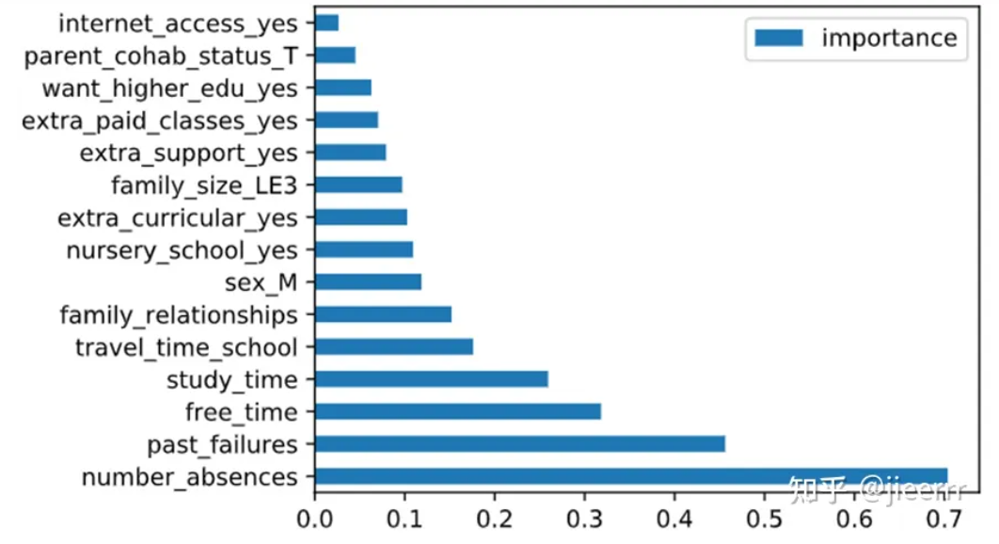 internet_access_yes
importance
parent_cohab_status_T
want_higher_edu_yes
extra_paid_classes_yes
extra_support_yes
family_size_LE3
extra_curricular_yes
nursery_school_yes
sex_M
family_relationships
travel_time_school
study_time
free_time
past_failures
number_absences
知乎 @jieerrr
0.0 0.1 0.2 0.3 0.4 0.5 0.6 0.7